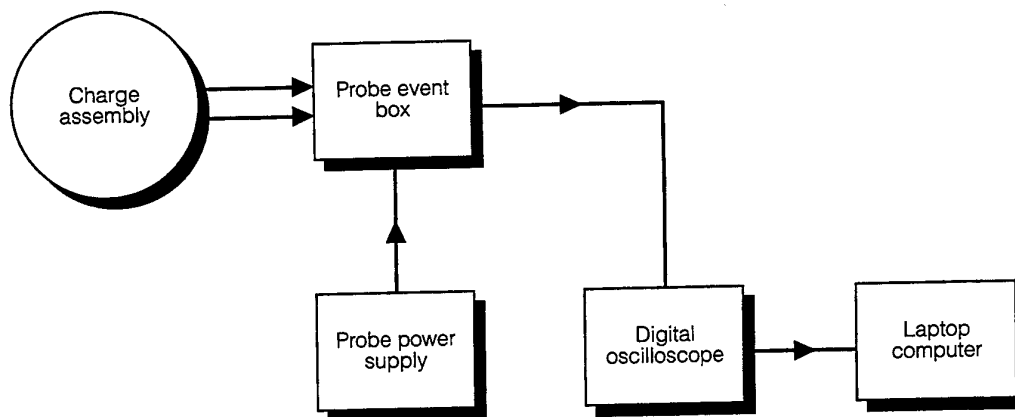 Charge
assembly
Probe event
box
Probe power
supply
Digital
oscilloscope
Laptop
computer